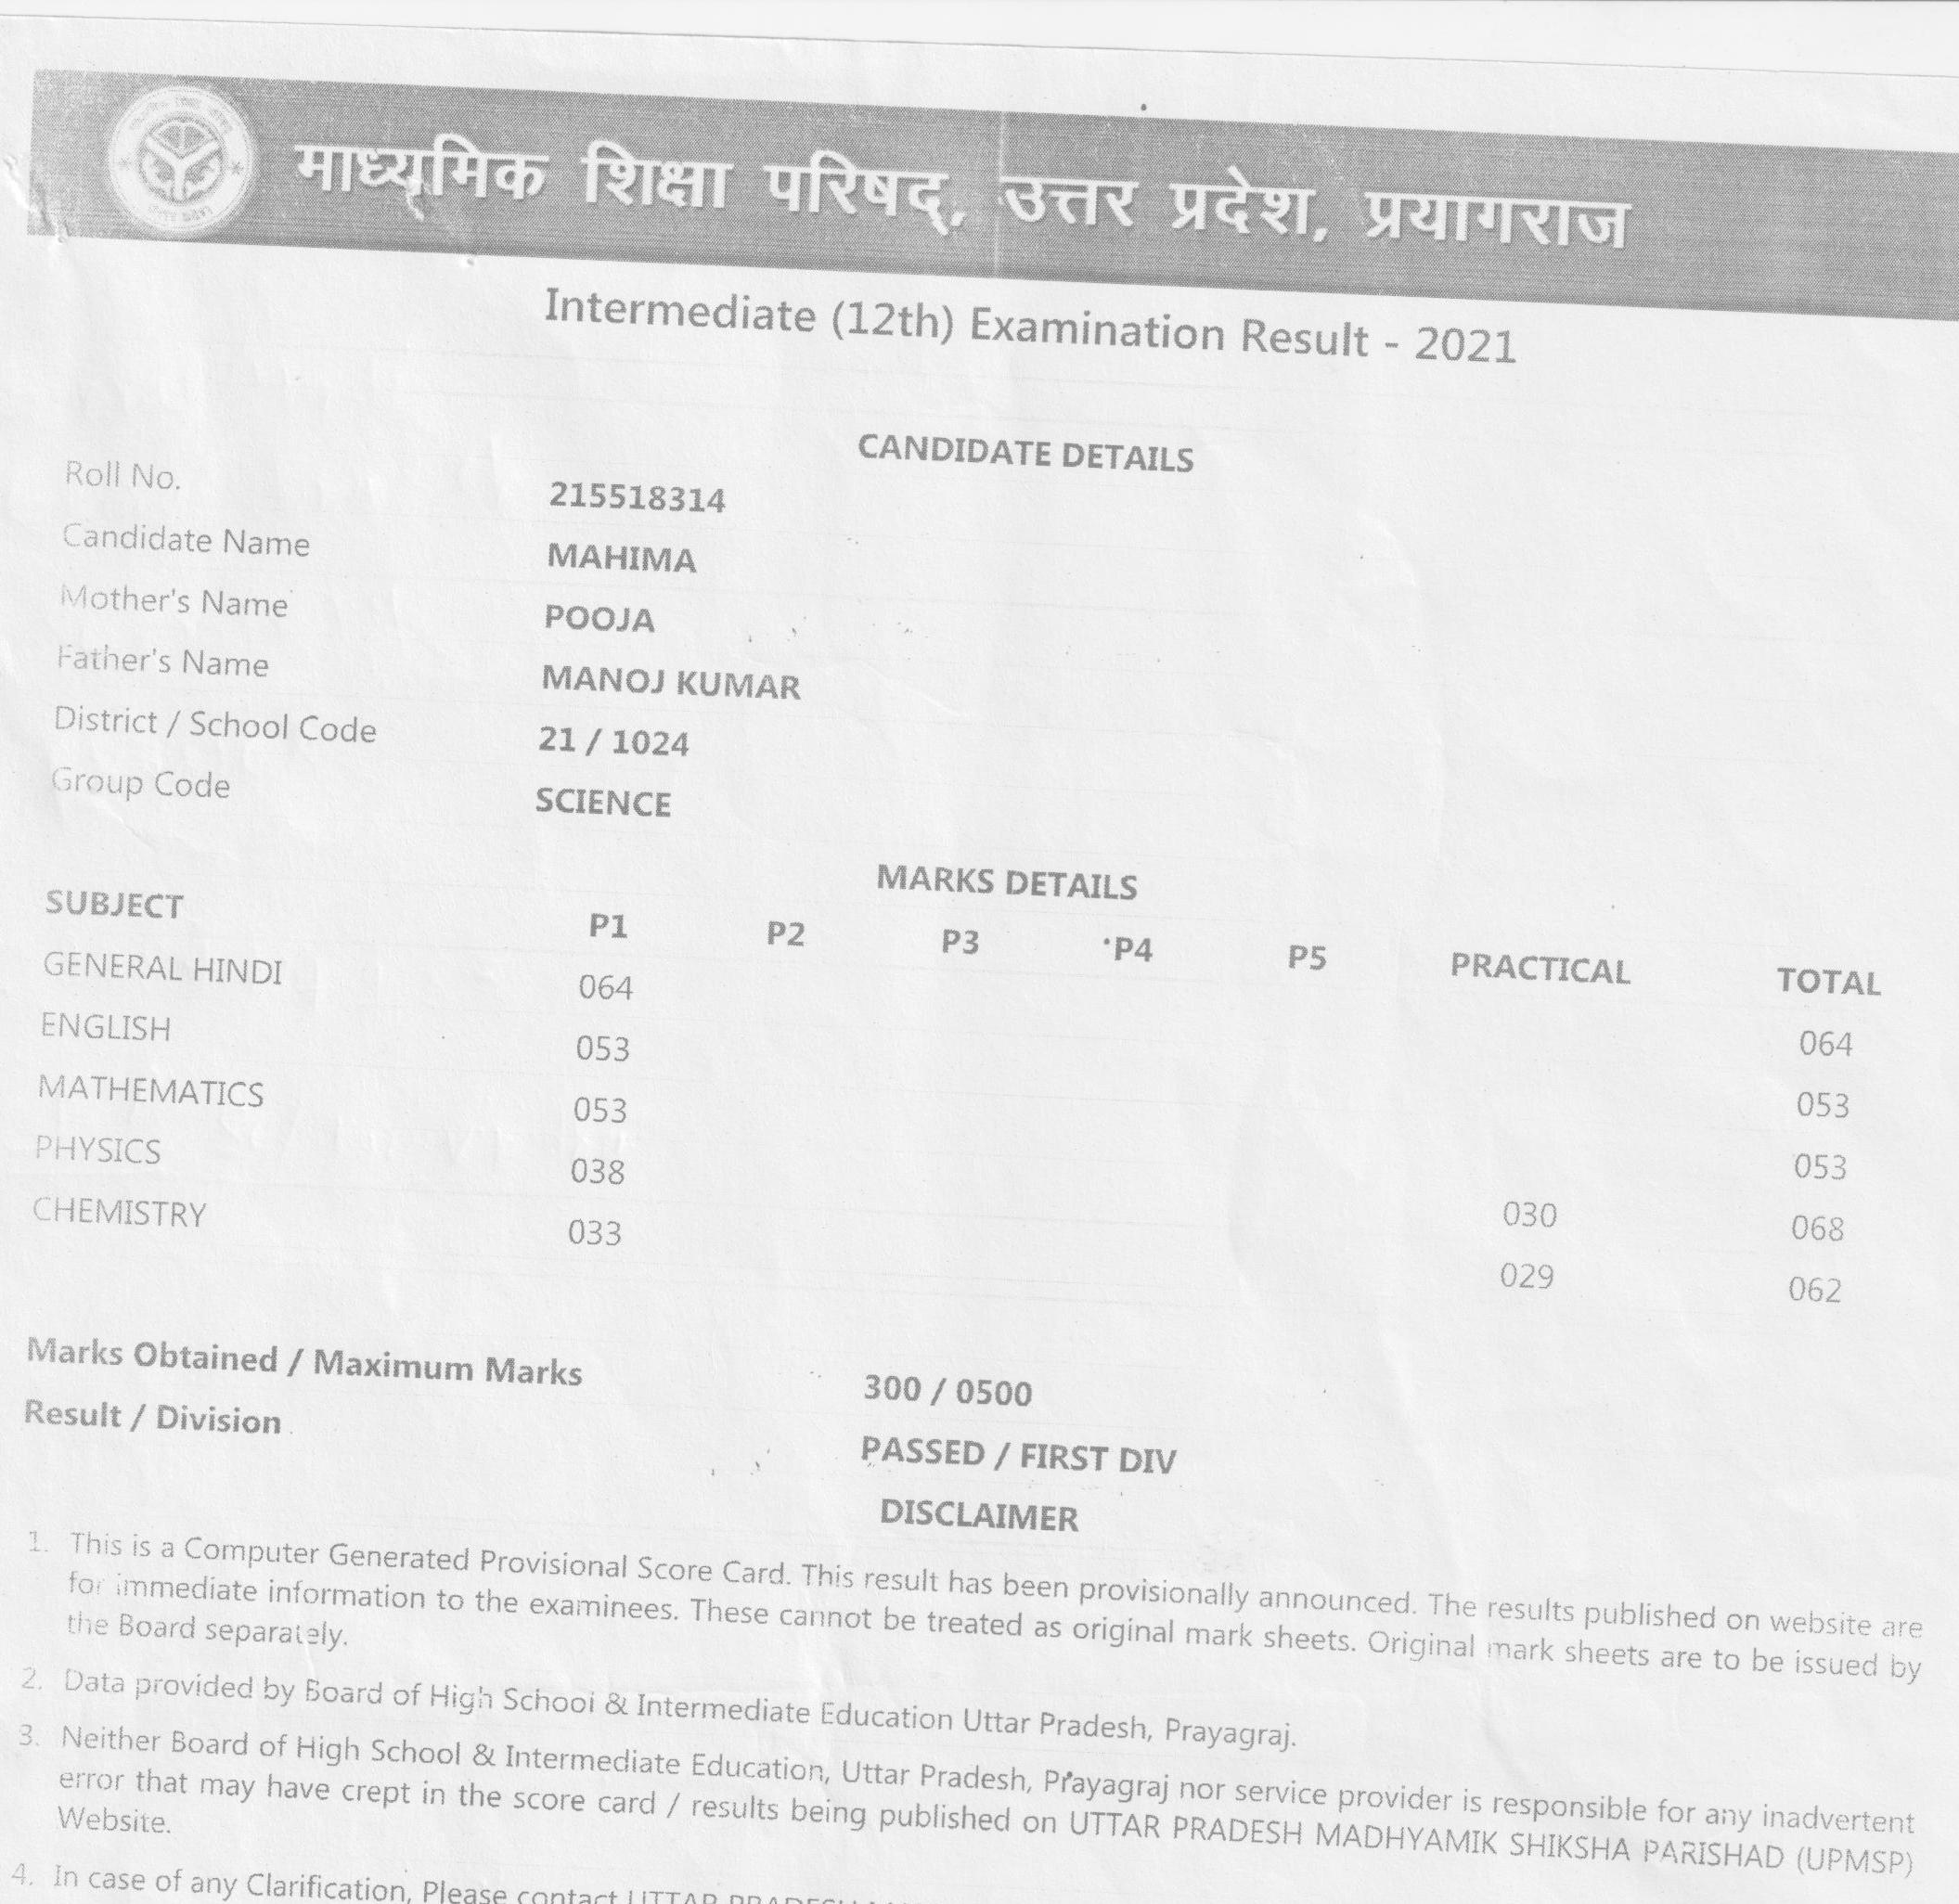 माध्यमिक शिक्षा परिषद्, उत्तर प्रदेश, प्रयागराज
Intermediate (12th) Examination Result - 2021
CANDIDATE DETAILS
Roll No. 215518314
Candidate Name MAHIMA
Mother's Name POOJA
Father's Name MANOJ KUMAR
District / School Code 21 / 1024
Group Code SCIENCE
MARKS DETAILS
SUBJECT P1 P2 P3 P4 P5 PRACTICAL TOTAL
GENERAL HINDI 064 064
ENGLISH 053 053
MATHEMATICS 053 053
PHYSICS 038 030 068
CHEMISTRY 033 029 062
Marks Obtained / Maximum Marks 300 / 0500
Result / Division PASSED / FIRST DIV
DISCLAIMER
1. This is a Computer Generated Provisional Score Card. This result has been provisionally announced. The results published on website are
for immediate information to the examinees. These cannot be treated as original mark sheets. Original mark sheets are to be issued by
the Board separately.
2. Data provided by Board of High School & Intermediate Education Uttar Pradesh, Prayagraj.
3. Neither Board of High School & Intermediate Education, Uttar Pradesh, Prayagraj nor service provider is responsible for any inadvertent
error that may have crept in the score card / results being published on UTTAR PRADESH MADHYAMIK SHIKSHA PARISHAD (UPMSP)
Website.
4. In case of any Clarification, Please contact UTTAR PRADESH